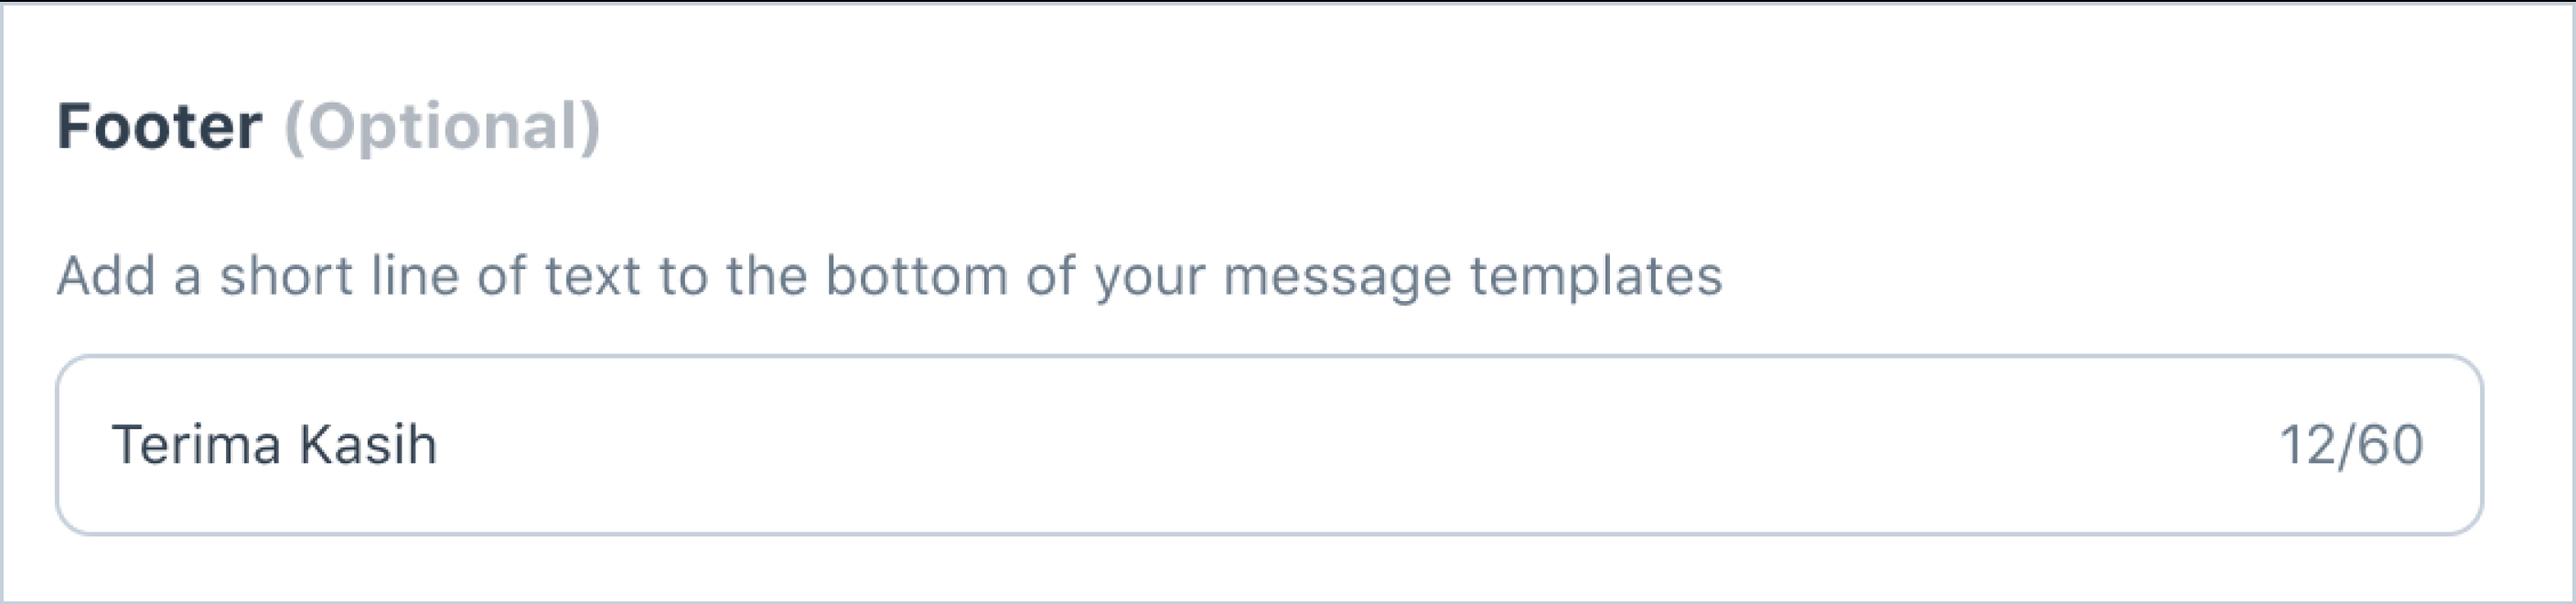 Footer (Optional)
Add a short line of text to the bottom of your message templates
Terima Kasih
12/60